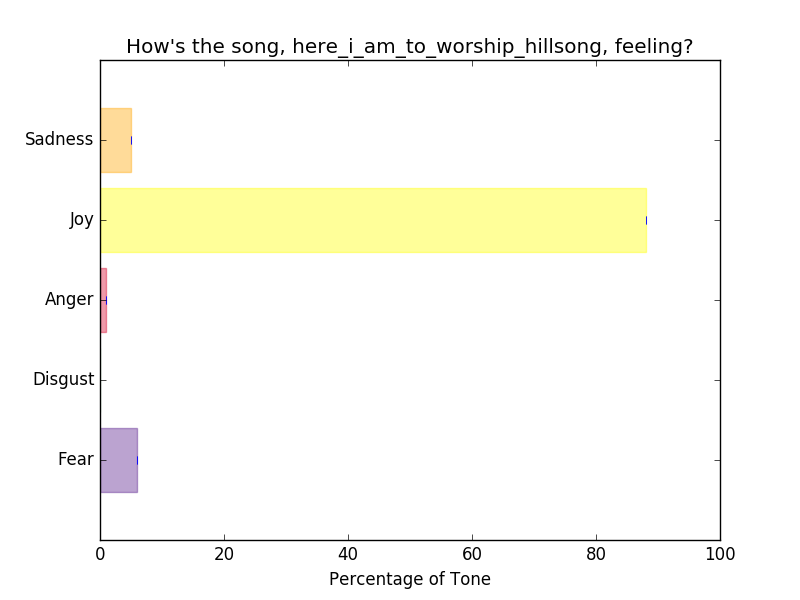 How's the song, here_i_am_to_worship_hillsong, feeling?
Sadness
Joy
Anger
Disgust
Fear
0 20 40 60 80 100
Percentage of Tone